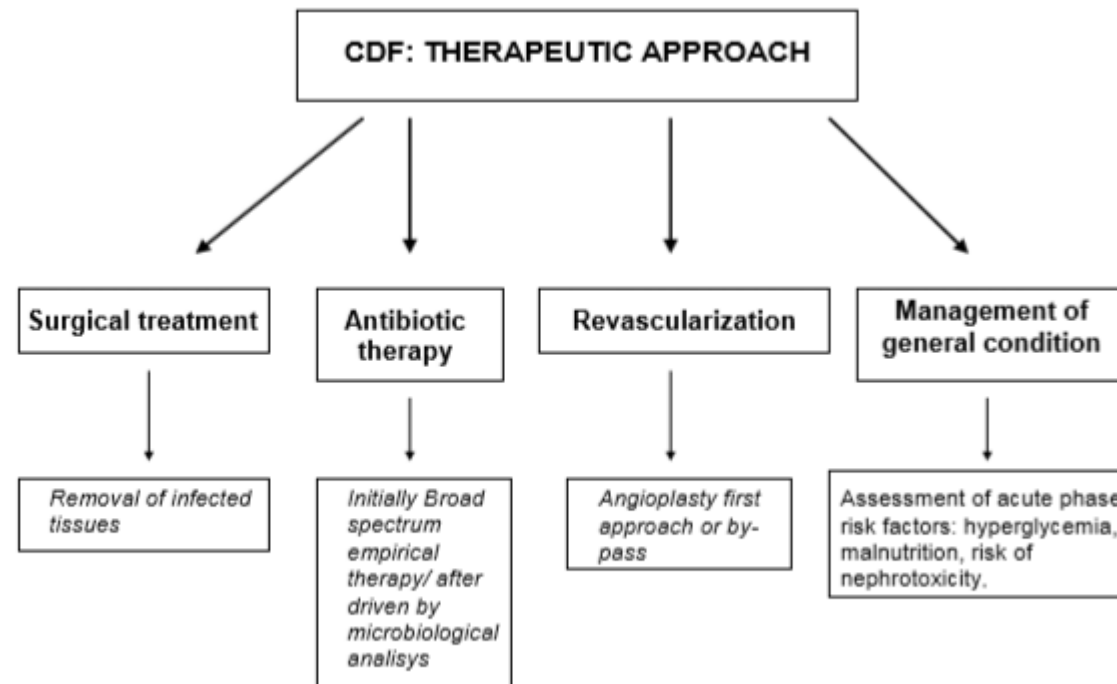 CDF: THERAPEUTIC APPROACH
Surgical treatment
Antibiotic
therapy
Revascularization
Management of
general condition
Removal of infected
tissues
Initially Broad
spectrum
empirical
therapy/ after
driven by
microbiological
analisys
Angioplasty first
approach or by-
pass
Assessment of acute phase
risk factors: hyperglycemia,
malnutrition, risk of
nephrotoxicity.